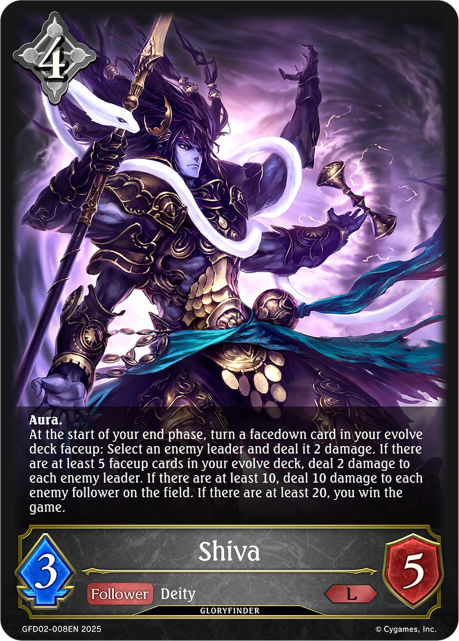 4
Aura.
At the start of your end phase, turn a facedown card in your evolve
deck faceup: Select an enemy leader and deal it 2 damage. If there
are at least 5 faceup cards in your evolve deck, deal 2 damage to
each enemy leader. If there are at least 10, deal 10 damage to each
enemy follower on the field. If there are at least 20, you win the
game.
Shiva
3
Follower Deity
L
5
GLORYFINDER
GFD02-008EN 2025
© Cygames, Inc.